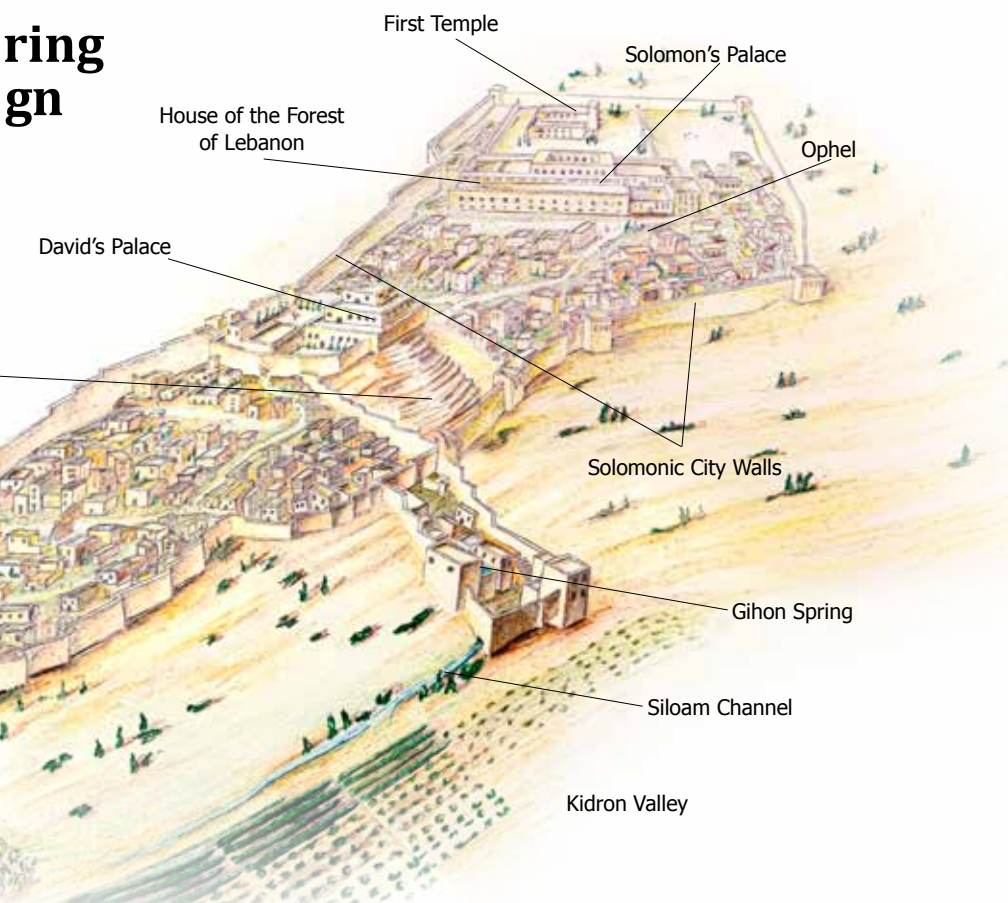 ring
gn
First Temple
Solomon’s Palace
House of the Forest
of Lebanon
Ophel
David’s Palace
Solomonic City Walls
Gihon Spring
Siloam Channel
Kidron Valley